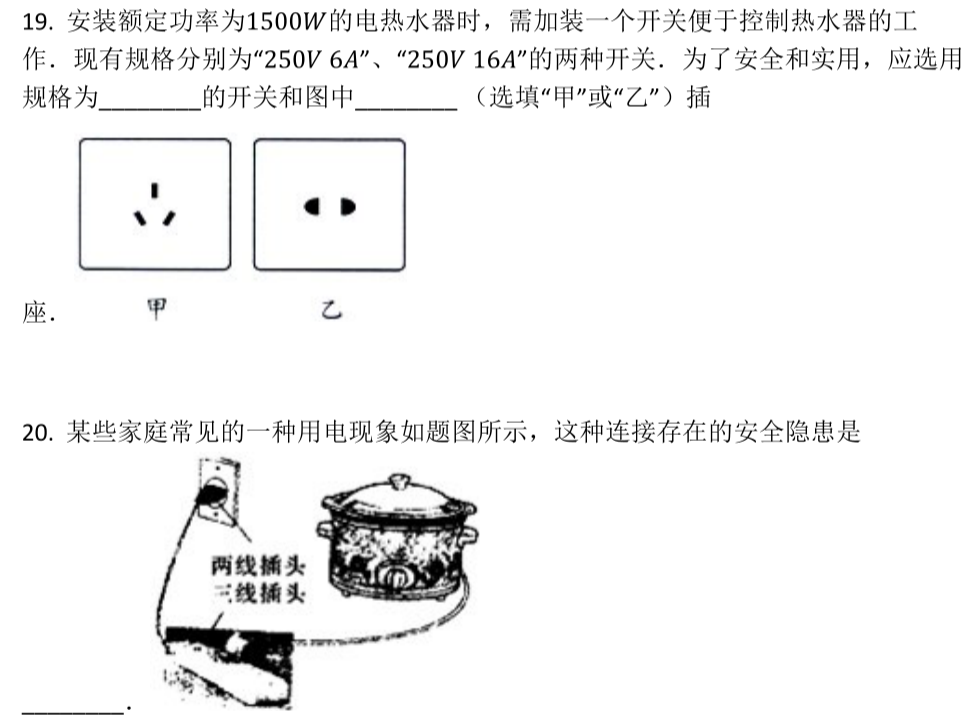 19. 安装额定功率为1500W的电热水器时，需加装一个开关便于控制热水器的工
作．现有规格分别为“250V 6A”、“250V 16A”的两种开关．为了安全和实用，应选用
规格为________的开关和图中________ （选填“甲”或“乙”）插
座．
甲
乙
20. 某些家庭常见的一种用电现象如题图所示，这种连接存在的安全隐患是
两线插头
三线插头
________．